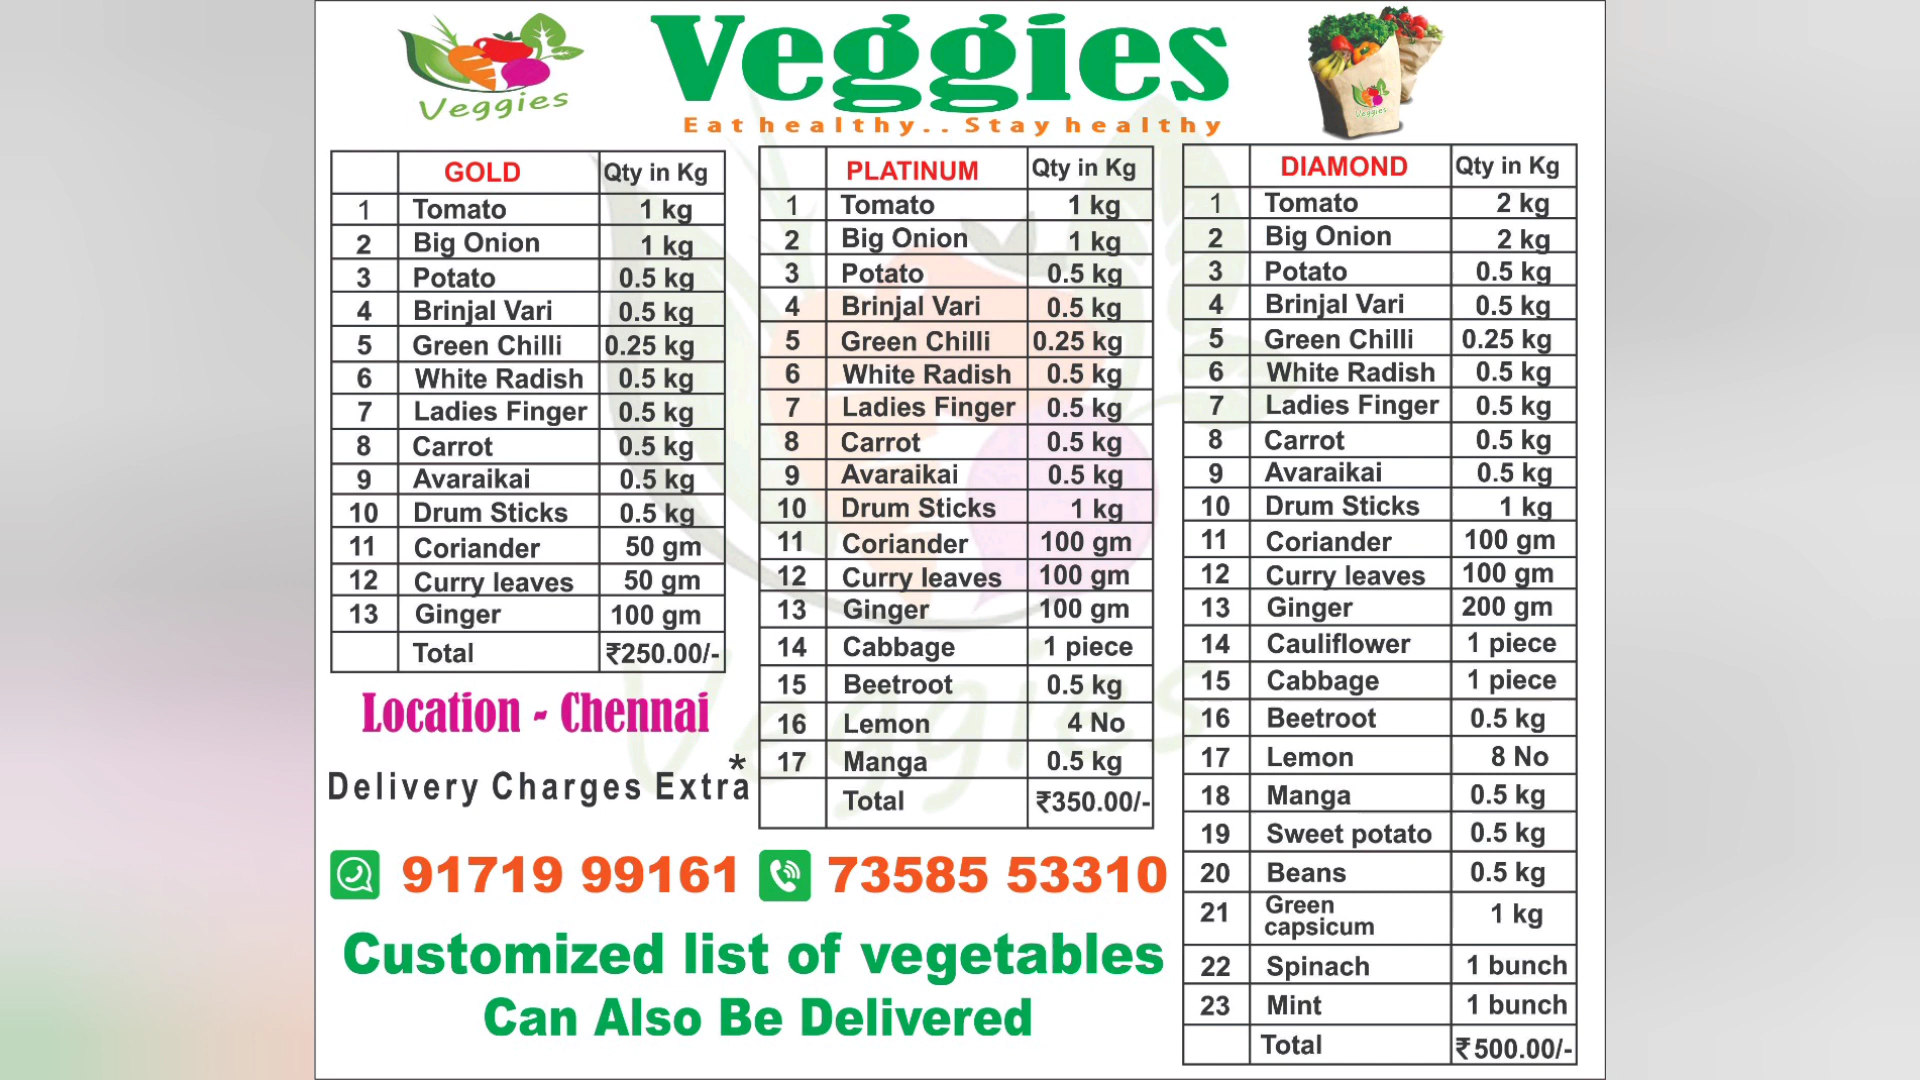 Veggies
Veggies
Eat healthy.. Stay healthy
Veggies
GOLD Qty in Kg
1 Tomato 1 kg
2 Big Onion 1 kg
3 Potato 0.5 kg
4 Brinjal Vari 0.5 kg
5 Green Chilli 0.25 kg
6 White Radish 0.5 kg
7 Ladies Finger 0.5 kg
8 Carrot 0.5 kg
9 Avaraikai 0.5 kg
10 Drum Sticks 0.5 kg
11 Coriander 50 gm
12 Curry leaves 50 gm
13 Ginger 100 gm
Total ₹250.00/-
PLATINUM Qty in Kg
1 Tomato 1 kg
2 Big Onion 1 kg
3 Potato 0.5 kg
4 Brinjal Vari 0.5 kg
5 Green Chilli 0.25 kg
6 White Radish 0.5 kg
7 Ladies Finger 0.5 kg
8 Carrot 0.5 kg
9 Avaraikai 0.5 kg
10 Drum Sticks 1 kg
11 Coriander 100 gm
12 Curry leaves 100 gm
13 Ginger 100 gm
14 Cabbage 1 piece
15 Beetroot 0.5 kg
16 Lemon 4 No
17 Manga 0.5 kg
Total ₹350.00/-
DIAMOND Qty in Kg
1 Tomato 2 kg
2 Big Onion 2 kg
3 Potato 0.5 kg
4 Brinjal Vari 0.5 kg
5 Green Chilli 0.25 kg
6 White Radish 0.5 kg
7 Ladies Finger 0.5 kg
8 Carrot 0.5 kg
9 Avaraikai 0.5 kg
10 Drum Sticks 1 kg
11 Coriander 100 gm
12 Curry leaves 100 gm
13 Ginger 200 gm
14 Cauliflower 1 piece
15 Cabbage 1 piece
16 Beetroot 0.5 kg
17 Lemon 8 No
18 Manga 0.5 kg
19 Sweet potato 0.5 kg
20 Beans 0.5 kg
21 Green capsicum 1 kg
22 Spinach 1 bunch
23 Mint 1 bunch
Total ₹500.00/-
Veggies
Location - Chennai
Delivery Charges Extra*
91719 99161 73585 53310
Customized list of vegetables
Can Also Be Delivered